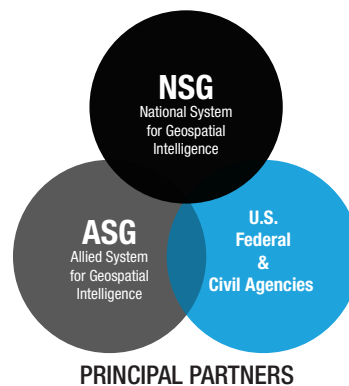 NSG
National System
for Geospatial
Intelligence
ASG
Allied System
for Geospatial
Intelligence
U.S.
Federal
&
Civil Agencies
PRINCIPAL PARTNERS